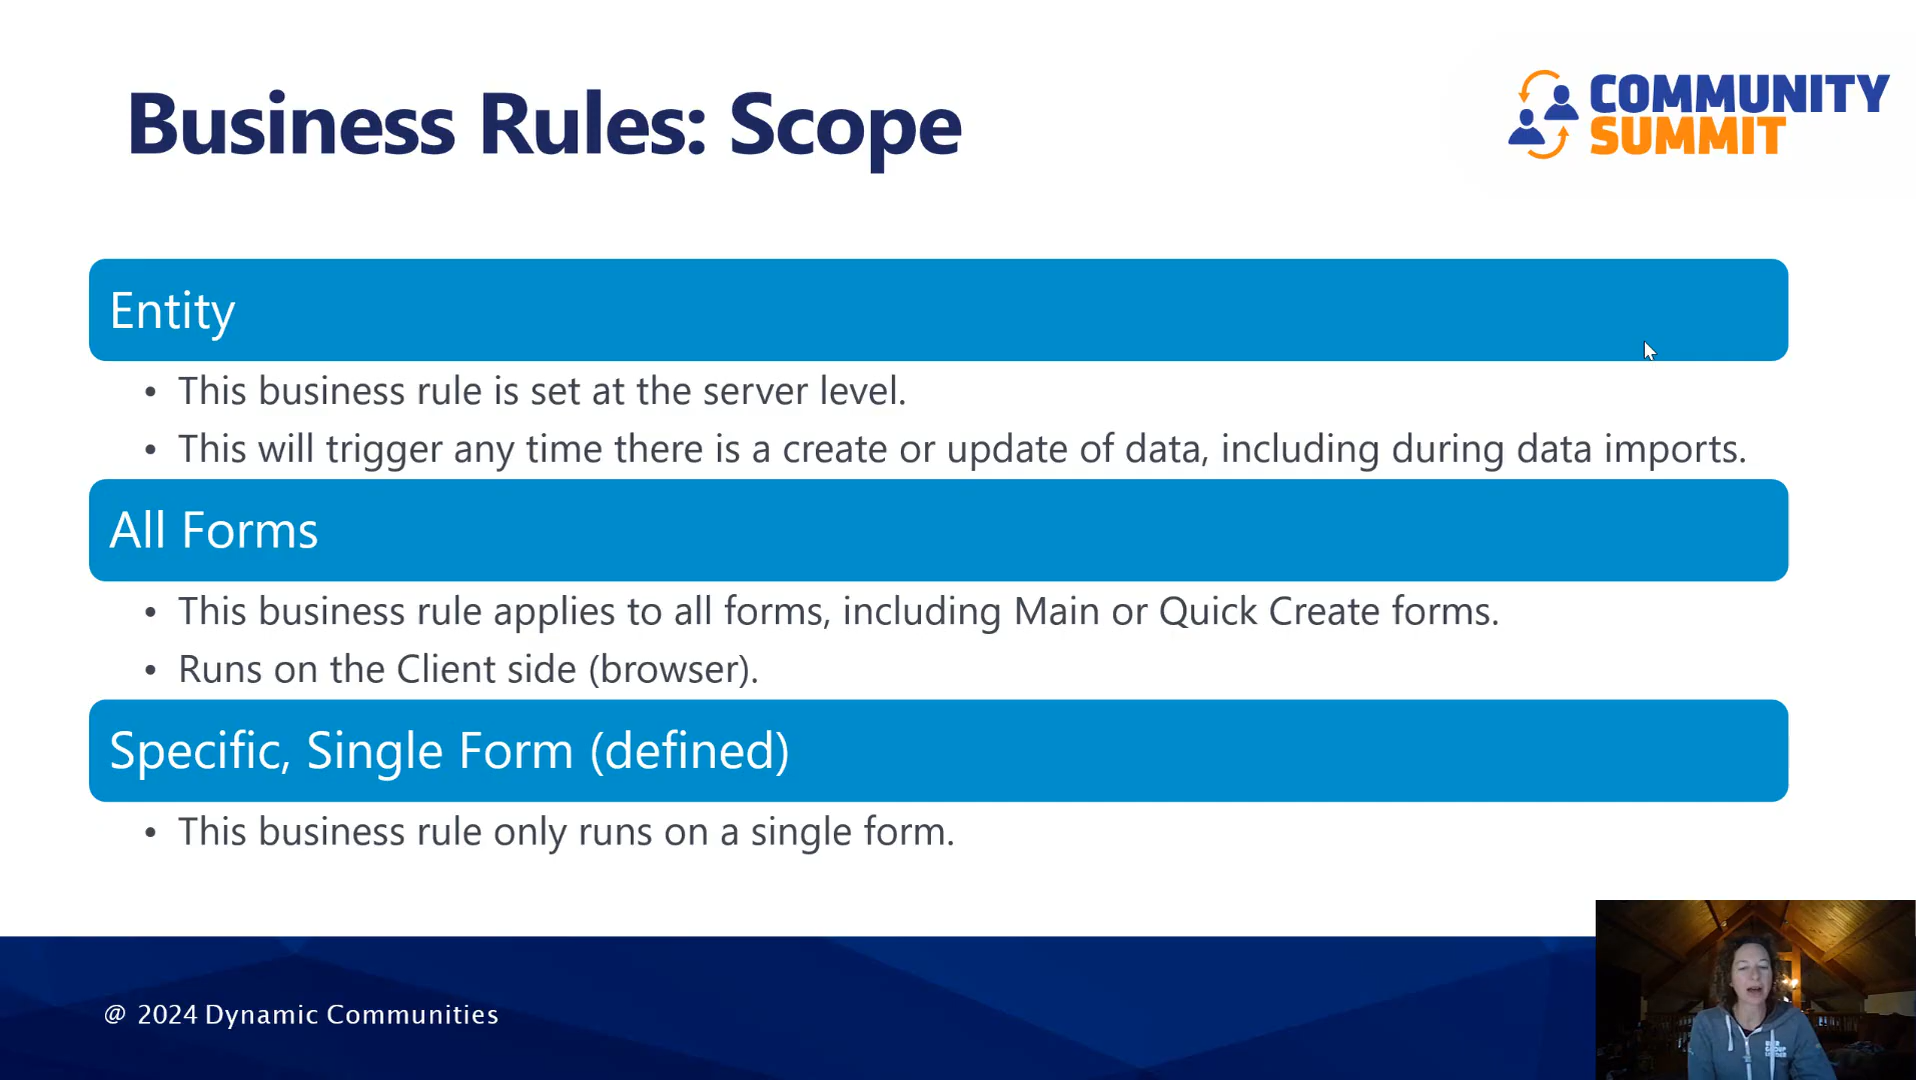 Business Rules: Scope
COMMUNITY
SUMMIT
Entity
• This business rule is set at the server level.
• This will trigger any time there is a create or update of data, including during data imports.
All Forms
• This business rule applies to all forms, including Main or Quick Create forms.
• Runs on the Client side (browser).
Specific, Single Form (defined)
• This business rule only runs on a single form.
@ 2024 Dynamic Communities
USER
GROUP
LEADER